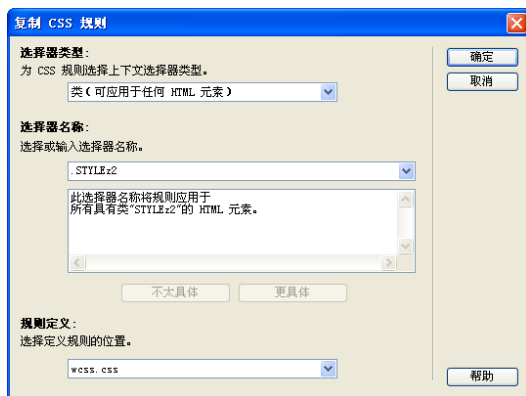 复制 CSS 规则
选择器类型:
为 CSS 规则选择上下文选择器类型。
类(可应用于任何 HTML 元素)
确定
取消
选择器名称:
选择或输入选择器名称。
.STYLEz2
此选择器名称将规则应用于
所有具有类"STYLEz2"的 HTML 元素。
不太具体
更具体
规则定义:
选择定义规则的位置。
wcss.css
帮助